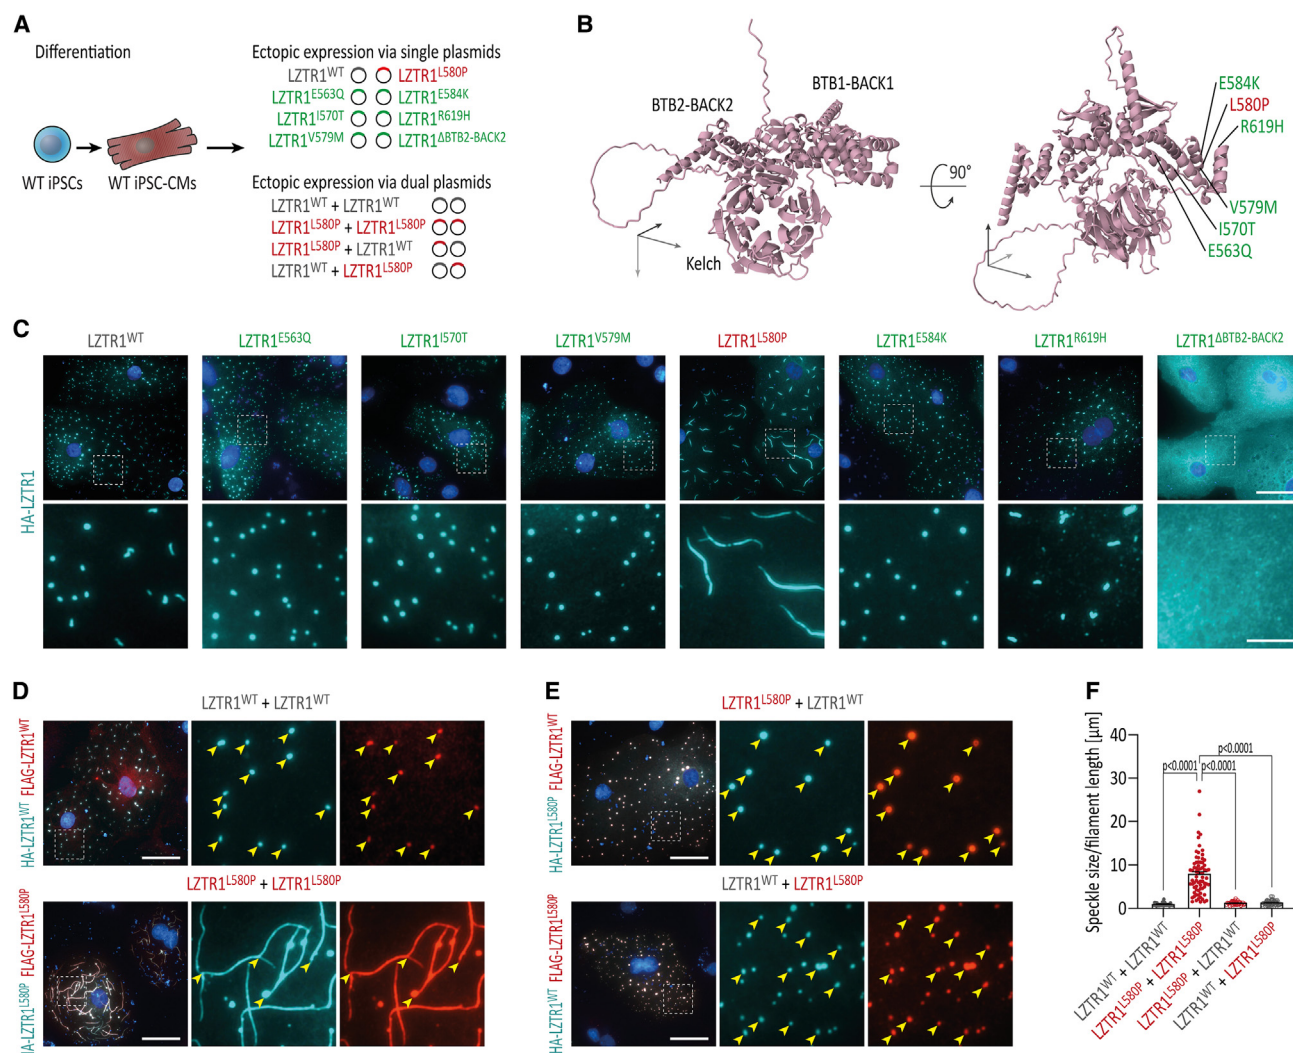 A
Differentiation
WT iPSCs
WT iPSC-CMs
Ectopic expression via single plasmids
LZTR1WT LZTR1L580P
LZTR1E563Q LZTR1E584K
LZTR1I570T LZTR1R619H
LZTR1V579M LZTR1ΔBTB2-BACK2
Ectopic expression via dual plasmids
LZTR1WT + LZTR1WT
LZTR1L580P + LZTR1L580P
LZTR1L580P + LZTR1WT
LZTR1WT + LZTR1L580P
B
BTB2-BACK2
BTB1-BACK1
Kelch
90°
E584K
L580P
R619H
V579M
I570T
E563Q
C
LZTR1WT
LZTR1E563Q
LZTR1I570T
LZTR1V579M
LZTR1L580P
LZTR1E584K
LZTR1R619H
LZTR1ΔBTB2-BACK2
HA-LZTR1
D
LZTR1WT + LZTR1WT
HA-LZTR1WT FLAG-LZTR1WT
LZTR1L580P + LZTR1L580P
HA-LZTR1L580P FLAG-LZTR1L580P
E
LZTR1L580P + LZTR1WT
HA-LZTR1L580P FLAG-LZTR1WT
LZTR1WT + LZTR1L580P
HA-LZTR1WT FLAG-LZTR1L580P
F
Speckle size/filament length [µm]
40
30
20
10
0
p<0.0001
p<0.0001 p<0.0001
LZTR1WT + LZTR1WT
LZTR1L580P + LZTR1L580P
LZTR1L580P + LZTR1WT
LZTR1WT + LZTR1L580P